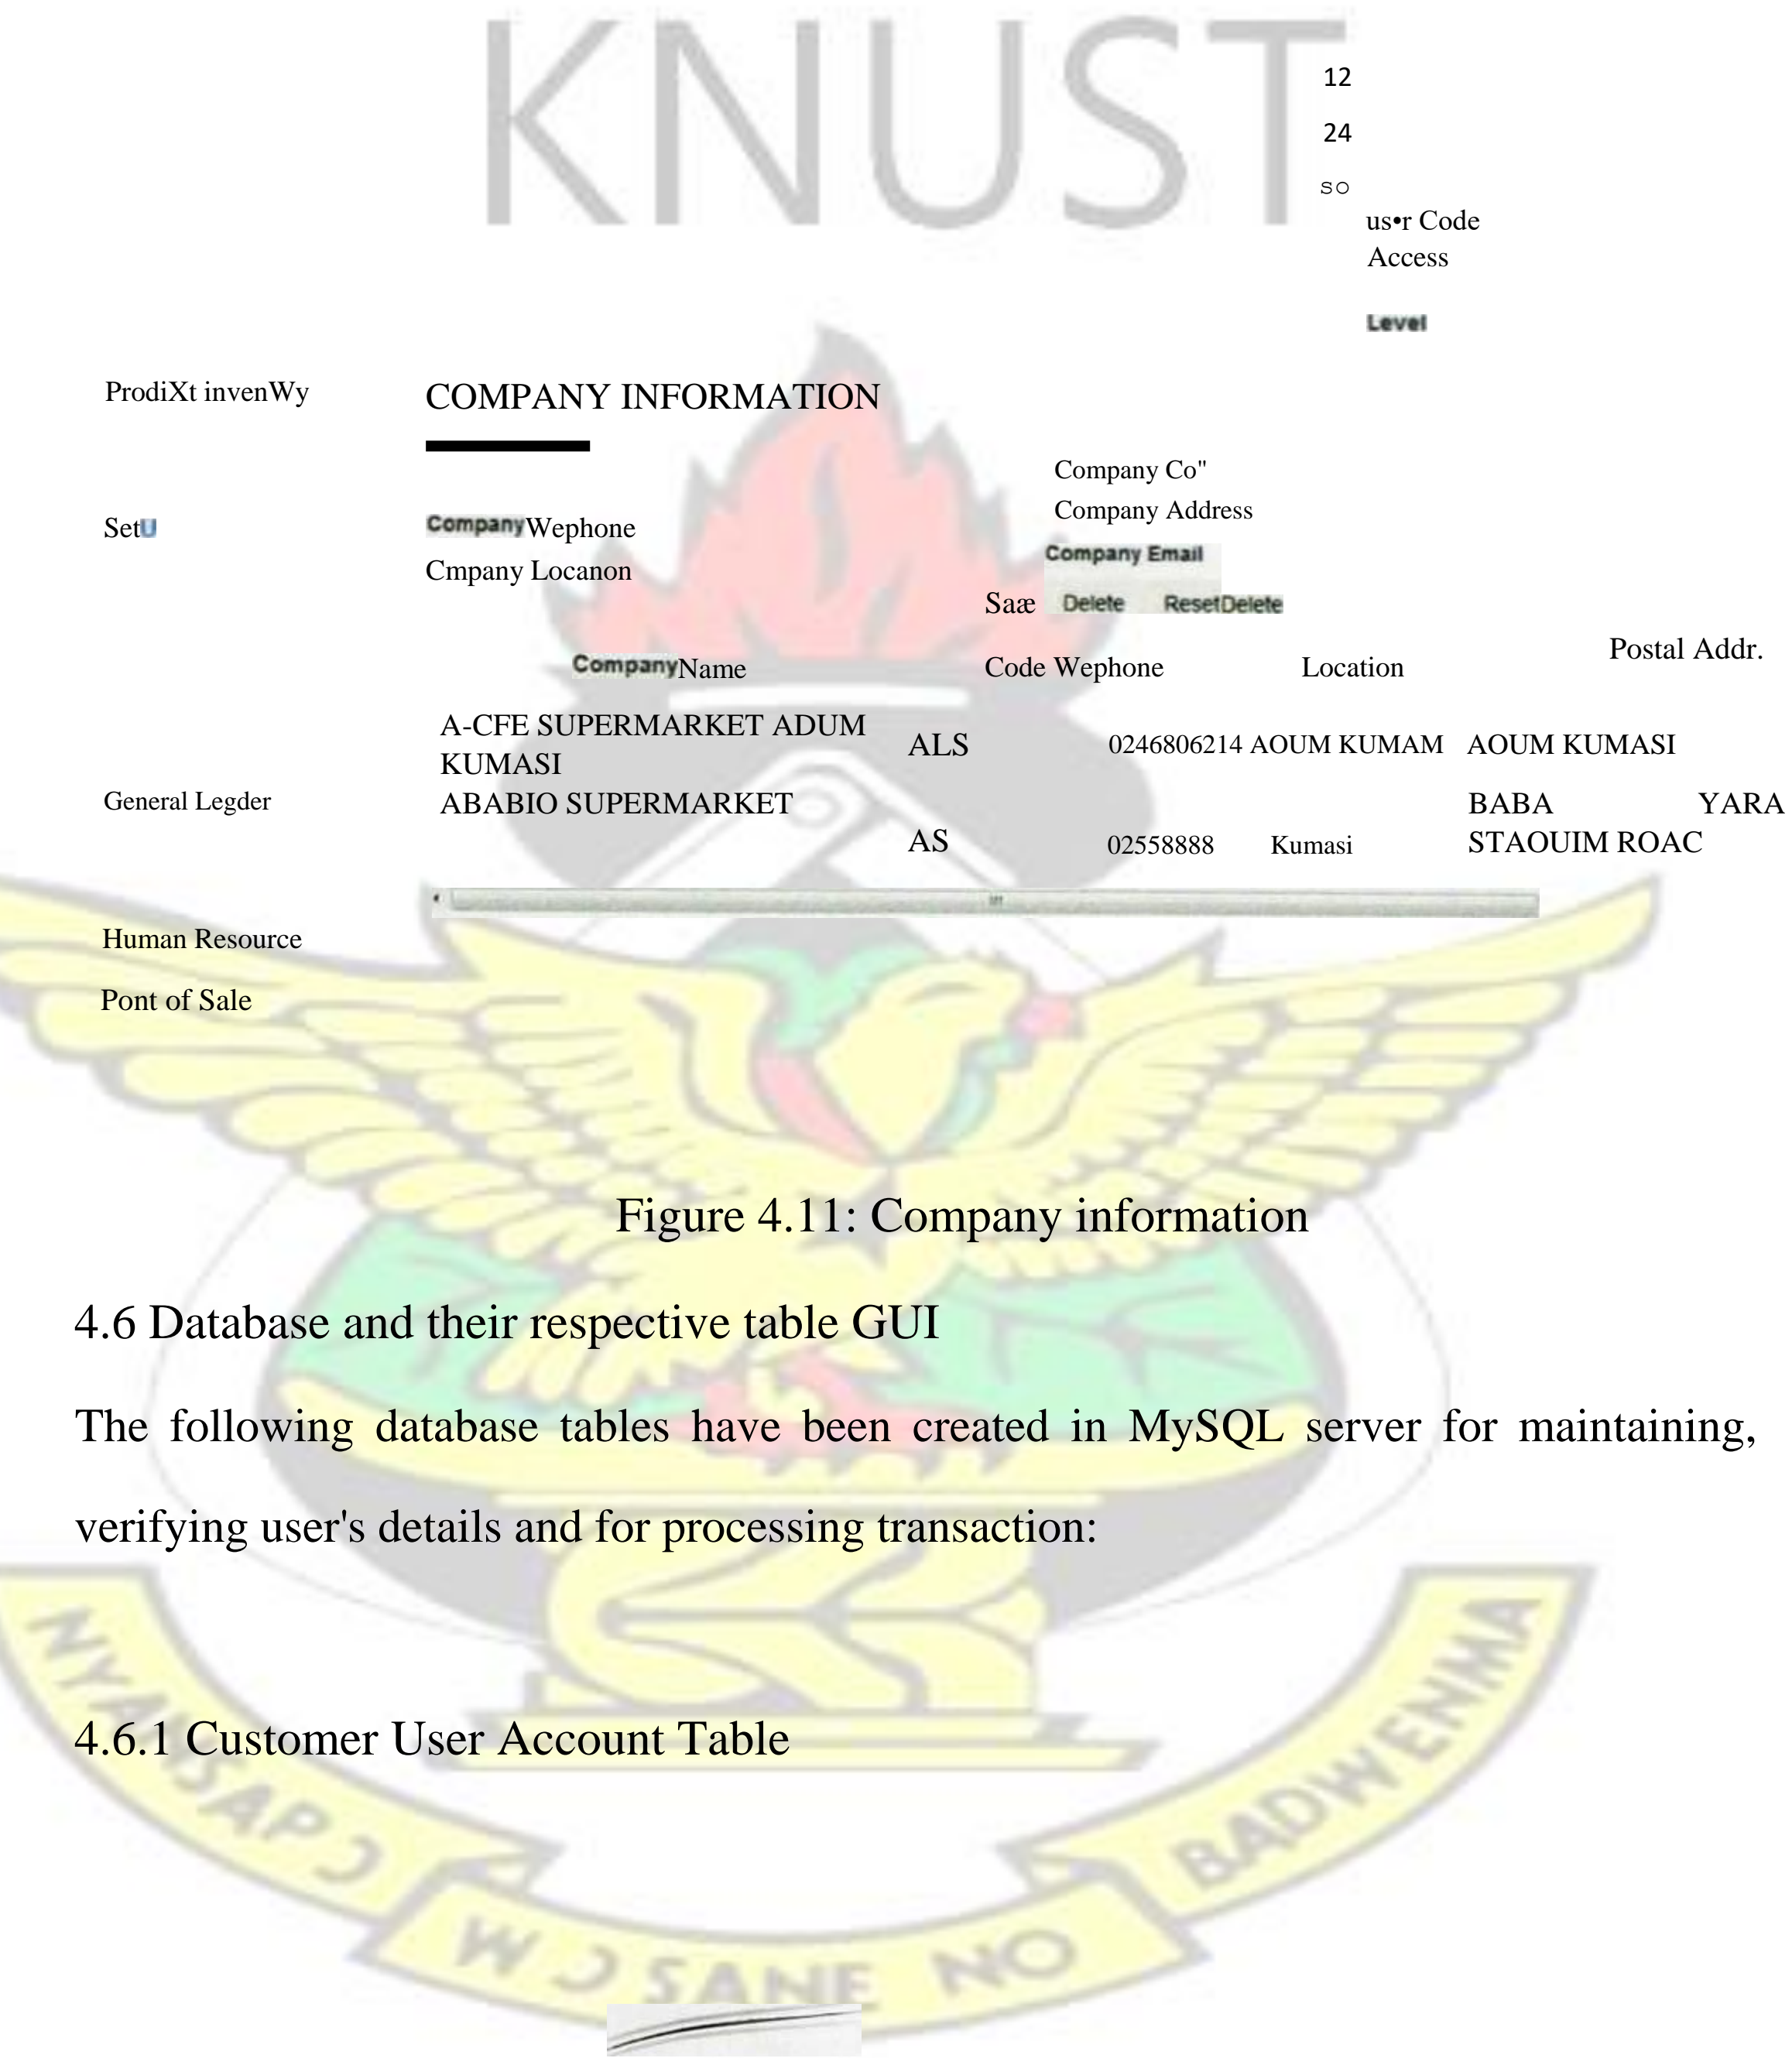 KNUST
12
24
so
us•r Code
Access
Level
ProdiXt invenWy
COMPANY INFORMATION
Company Co"
Company Address
SetU
CompanyWephone
Company Email
Cmpany Locanon
Saæ Delete ResetDelete
CompanyName Code Wephone Location Postal Addr.
A-CFE SUPERMARKET ADUM
KUMASI
ALS 0246806214 AOUM KUMAM AOUM KUMASI
General Legder
ABABIO SUPERMARKET
BABA YARA
AS 02558888 Kumasi STAOUIM ROAC
Human Resource
Pont of Sale
Figure 4.11: Company information
4.6 Database and their respective table GUI
The following database tables have been created in MySQL server for maintaining,
verifying user's details and for processing transaction:
4.6.1 Customer User Account Table
NYANSAPƆ
WƆSANE NO
BADWENMA